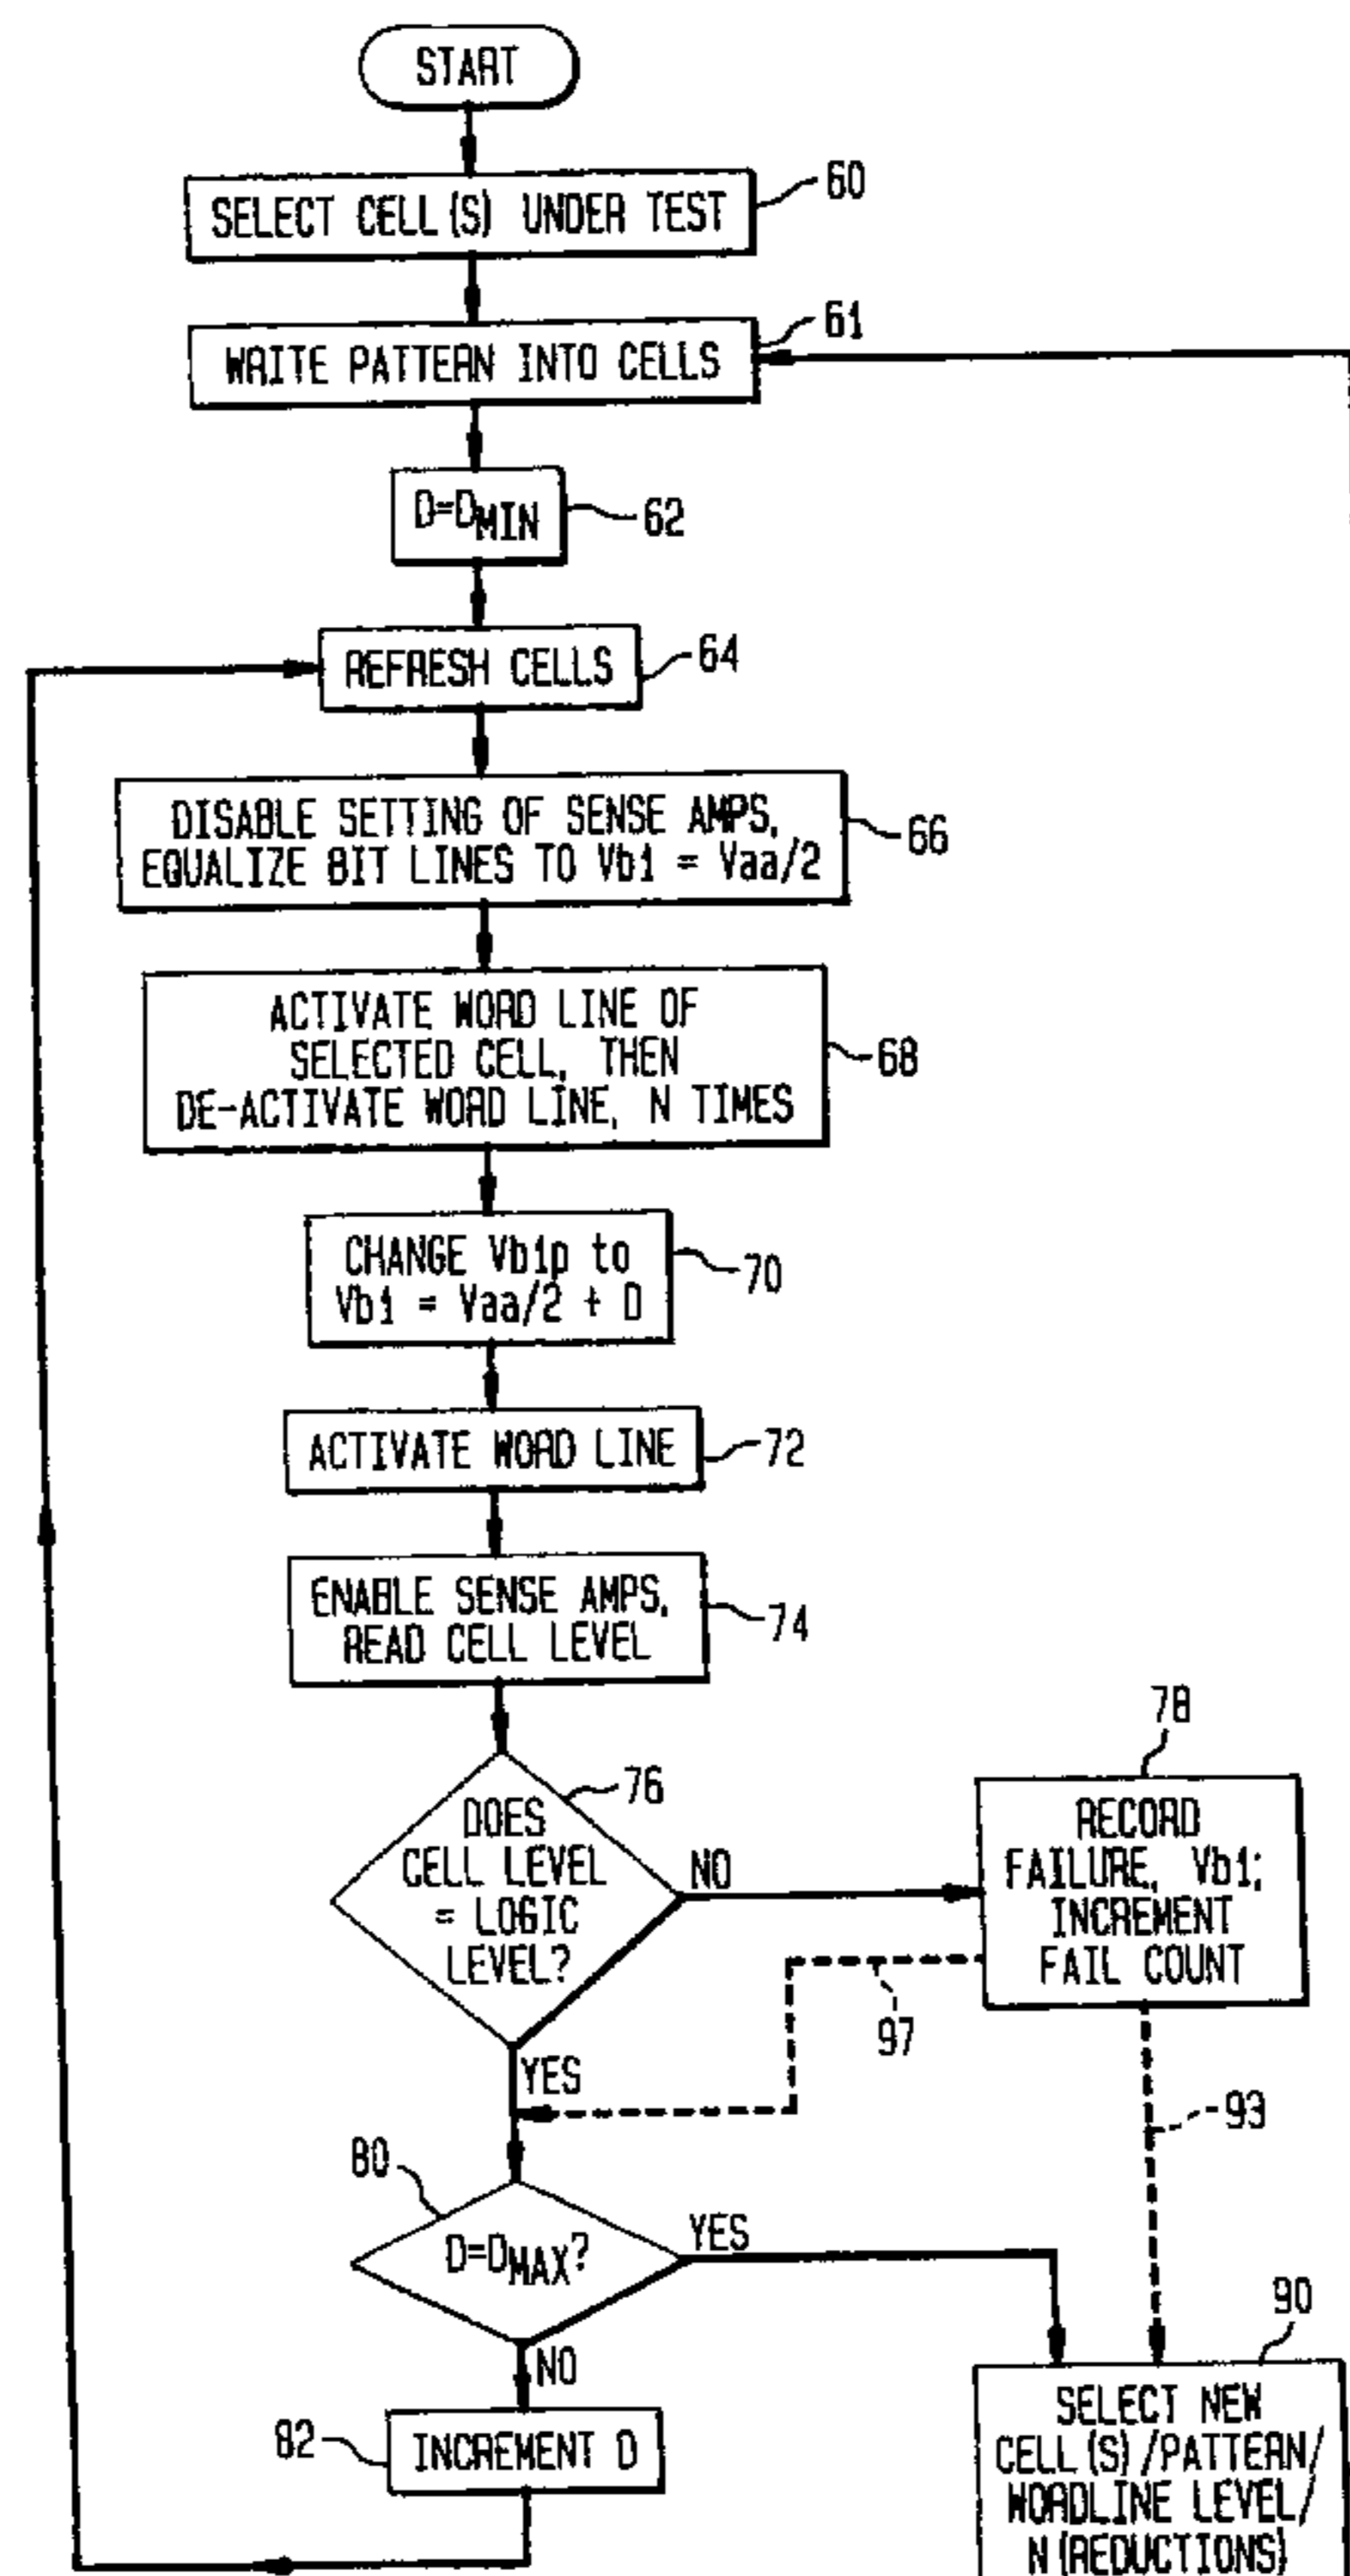 START
60
SELECT CELL(S) UNDER TEST
61
WRITE PATTERN INTO CELLS
D=DMIN
62
REFRESH CELLS
64
DISABLE SETTING OF SENSE AMPS,
EQUALIZE BIT LINES TO Vb1 = Vaa/2
66
ACTIVATE WORD LINE OF
SELECTED CELL, THEN
DE-ACTIVATE WORD LINE, N TIMES
68
CHANGE Vb1p to
Vb1 = Vaa/2 + D
70
ACTIVATE WORD LINE
72
ENABLE SENSE AMPS,
READ CELL LEVEL
74
76
DOES
CELL LEVEL
= LOGIC
LEVEL?
NO
78
RECORD
FAILURE, Vb1;
INCREMENT
FAIL COUNT
97
YES
93
80
D=DMAX?
YES
NO
82
INCREMENT D
90
SELECT NEW
CELL(S)/PATTERN/
WORDLINE LEVEL/
N(REDUCTIONS)